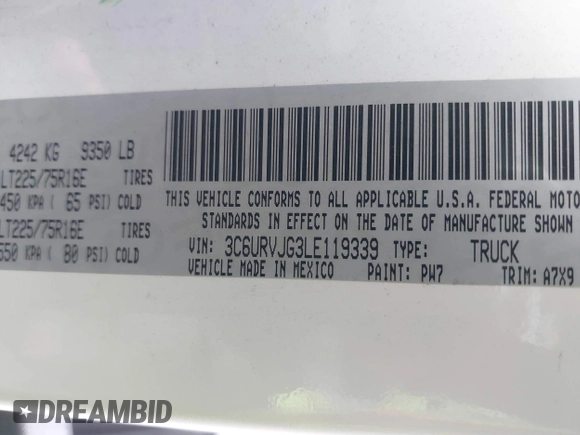 4242 KG 9350 LB
LT225/75R16E TIRES
450 KPA ( 65 PSI) COLD
LT225/75R16E TIRES
550 KPA ( 80 PSI) COLD
THIS VEHICLE CONFORMS TO ALL APPLICABLE U.S.A. FEDERAL MOTO
STANDARDS IN EFFECT ON THE DATE OF MANUFACTURE SHOWN
VIN: 3C6URVJG3LE119339 TYPE: TRUCK
VEHICLE MADE IN MEXICO PAINT: PW7 TRIM: A7X9
DREAMBID